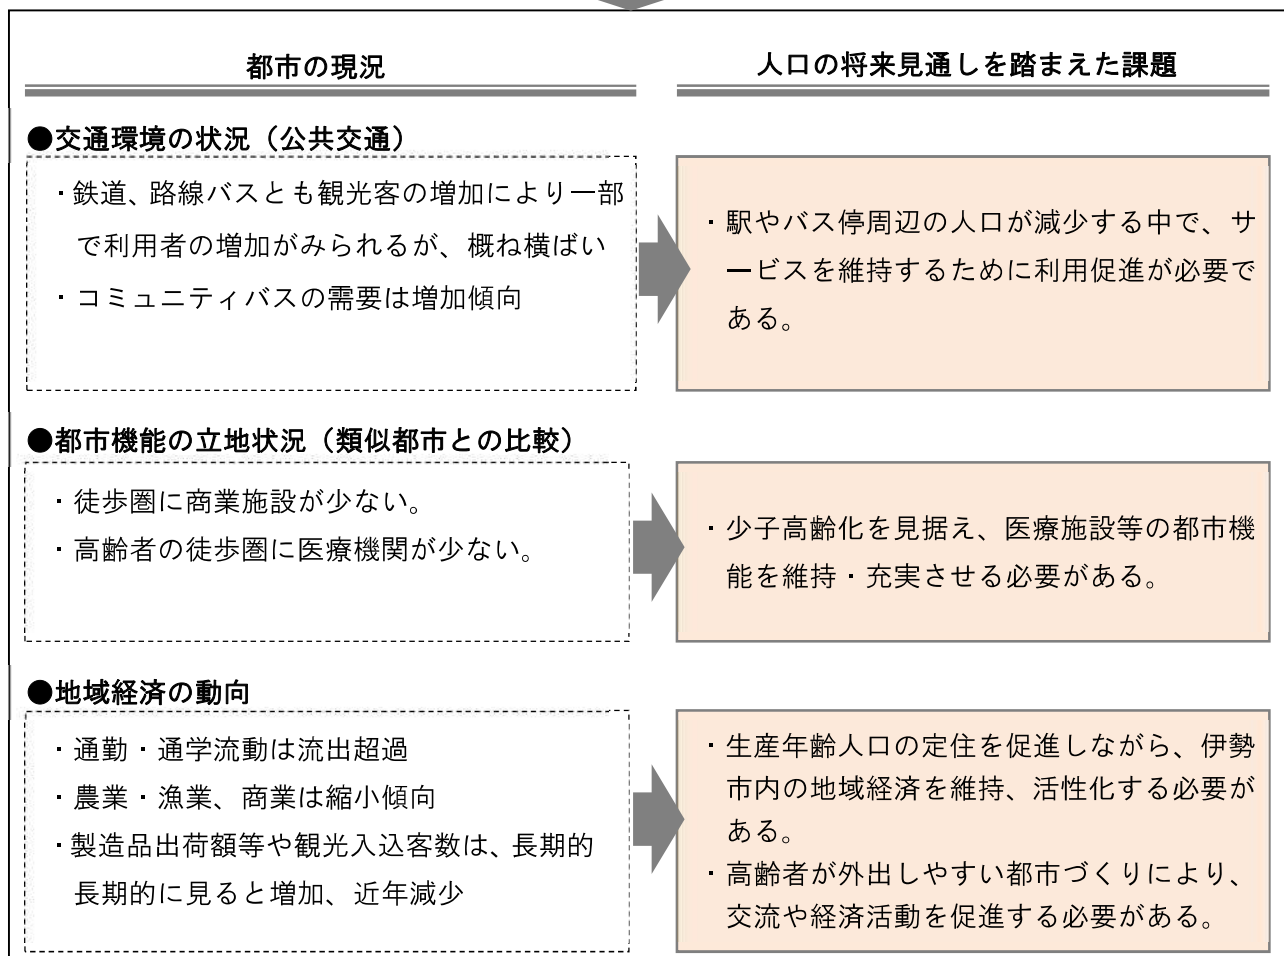 都市の現況
人口の将来見通しを踏まえた課題
●交通環境の状況（公共交通）
・鉄道、路線バスとも観光客の増加により一部
で利用者の増加がみられるが、概ね横ばい
・コミュニティバスの需要は増加傾向
・駅やバス停周辺の人口が減少する中で、サ
ービスを維持するために利用促進が必要で
ある。
●都市機能の立地状況（類似都市との比較）
・徒歩圏に商業施設が少ない。
・高齢者の徒歩圏に医療機関が少ない。
・少子高齢化を見据え、医療施設等の都市機
能を維持・充実させる必要がある。
●地域経済の動向
・通勤・通学流動は流出超過
・農業・漁業、商業は縮小傾向
・製造品出荷額等や観光入込客数は、長期的
長期的に見ると増加、近年減少
・生産年齢人口の定住を促進しながら、伊勢
市内の地域経済を維持、活性化する必要が
ある。
・高齢者が外出しやすい都市づくりにより、
交流や経済活動を促進する必要がある。